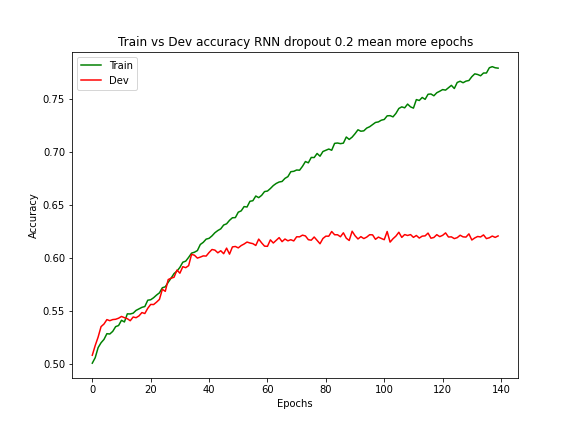 Train vs Dev accuracy RNN dropout 0.2 mean more epochs
Train
Dev
0.75
0.70
0.65
0.60
0.55
0.50
Accuracy
0 20 40 60 80 100 120 140
Epochs